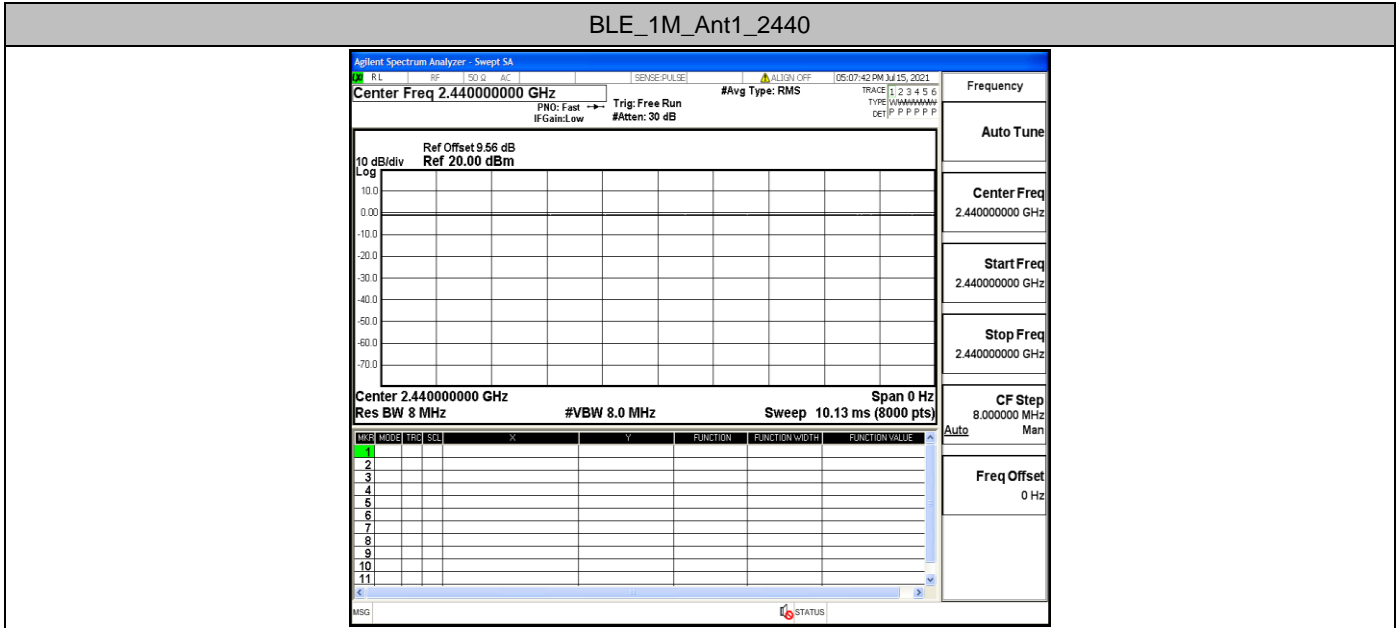 BLE_1M_Ant1_2440
Agilent Spectrum Analyzer - Swept SA
RL RF 50 Ω AC SENSE:PULSE ALIGN OFF 05:07:42 PM Jul 15, 2021
Center Freq 2.440000000 GHz
PNO: Fast
IFGain:Low
Trig: Free Run
#Atten: 30 dB
#Avg Type: RMS
TRACE 1 2 3 4 5 6
TYPE
DET P P P P P P
Ref Offset 9.56 dB
10 dB/div Ref 20.00 dBm
Log
10.0
0.00
-10.0
-20.0
-30.0
-40.0
-50.0
-60.0
-70.0
Center 2.440000000 GHz Span 0 Hz
Res BW 8 MHz #VBW 8.0 MHz Sweep 10.13 ms (8000 pts)
MKR MODE TRC SCL X Y FUNCTION FUNCTION WIDTH FUNCTION VALUE
1
2
3
4
5
6
7
8
9
10
11
MSG STATUS
Frequency
Auto Tune
Center Freq
2.440000000 GHz
Start Freq
2.440000000 GHz
Stop Freq
2.440000000 GHz
CF Step
8.000000 MHz
Auto Man
Freq Offset
0 Hz